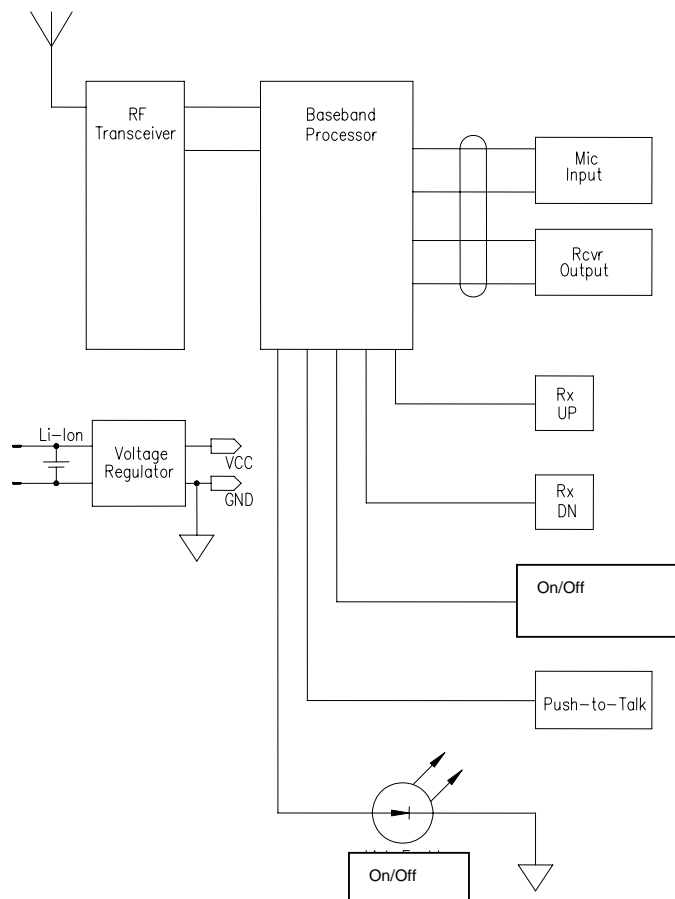 RF
Transceiver
Baseband
Processor
Mic
Input
Rcvr
Output
Rx
UP
Li-Ion
Voltage
Regulator
VCC
GND
Rx
DN
On/Off
Push-to-Talk
On/Off